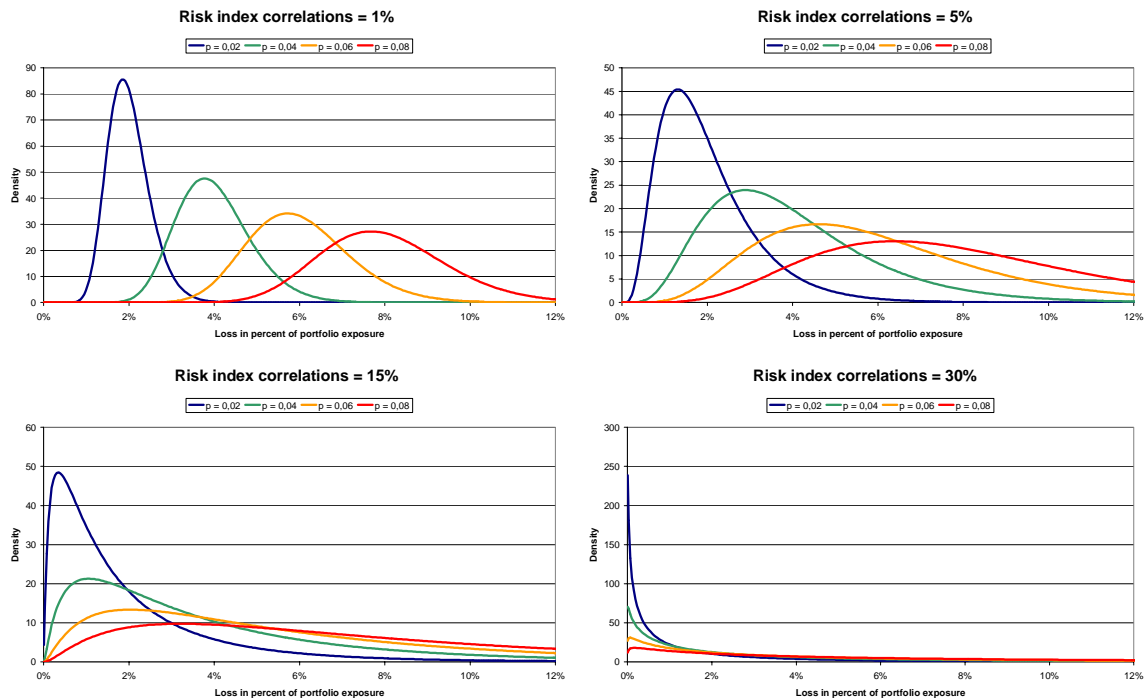 Risk index correlations = 1%
p = 0,02 p = 0,04 p = 0,06 p = 0,08
90
80
70
60
50
40
30
20
10
0
Density
0% 2% 4% 6% 8% 10% 12%
Loss in percent of portfolio exposure
Risk index correlations = 5%
p = 0,02 p = 0,04 p = 0,06 p = 0,08
50
45
40
35
30
25
20
15
10
5
0
Density
0% 2% 4% 6% 8% 10% 12%
Loss in percent of portfolio exposure
Risk index correlations = 15%
p = 0,02 p = 0,04 p = 0,06 p = 0,08
60
50
40
30
20
10
0
Density
0% 2% 4% 6% 8% 10% 12%
Loss in percent of portfolio exposure
Risk index correlations = 30%
p = 0,02 p = 0,04 p = 0,06 p = 0,08
300
250
200
150
100
50
0
Density
0% 2% 4% 6% 8% 10% 12%
Loss in percent of portfolio exposure